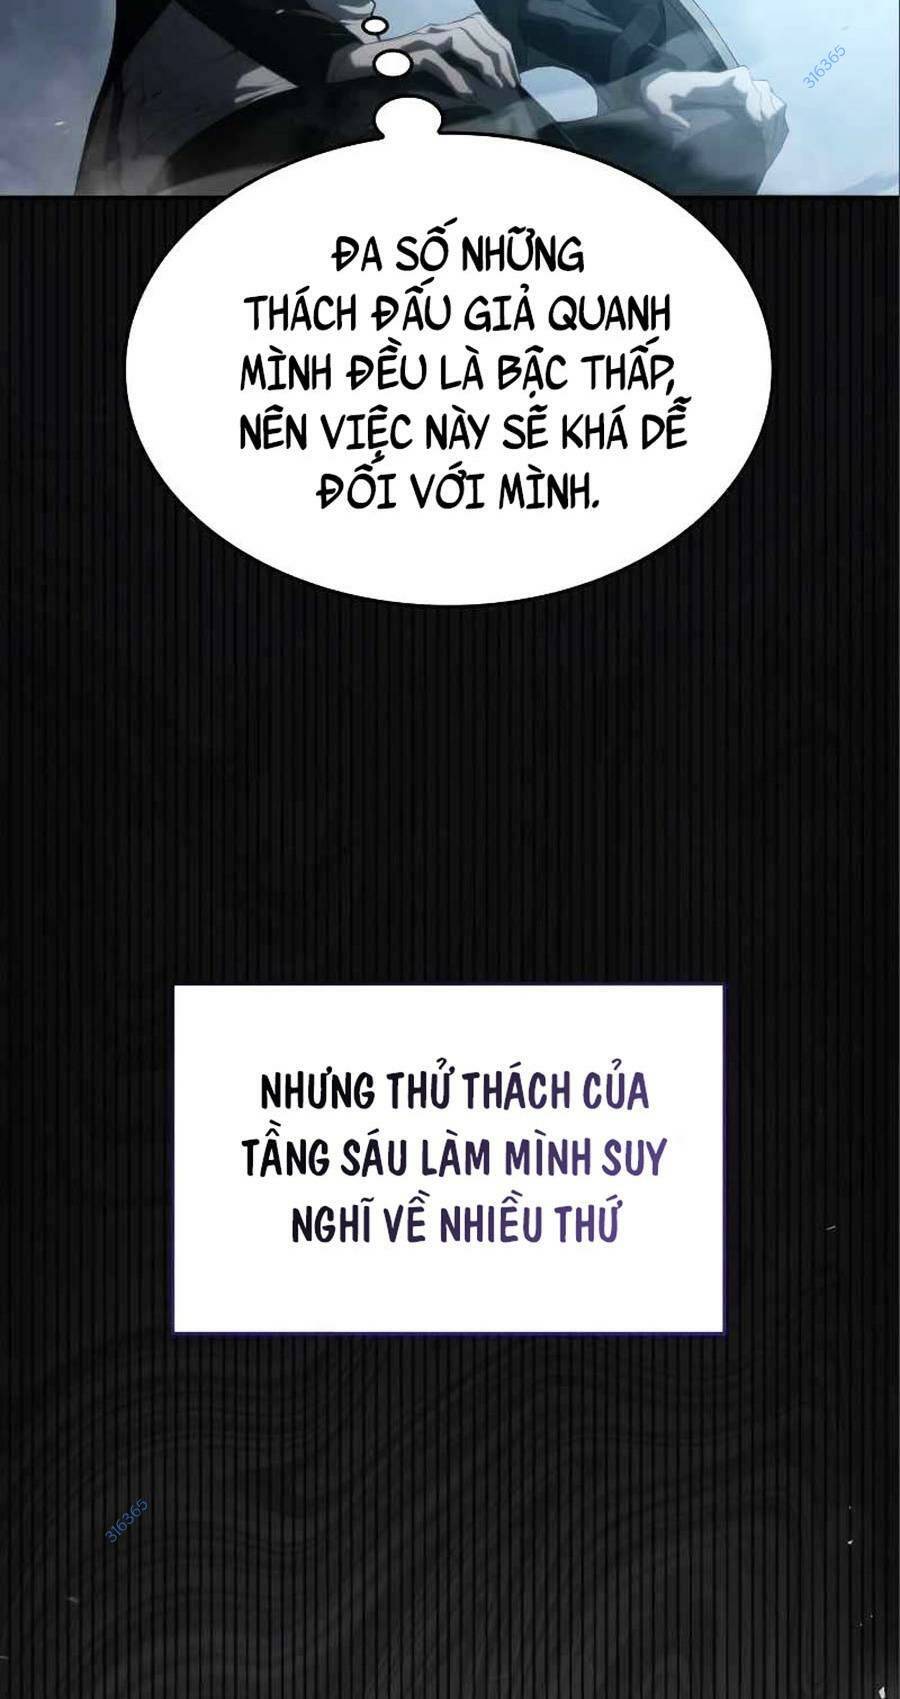 316365
ĐA SỐ NHỮNG
THÁCH ĐẤU GIẢ QUANH
MÌNH ĐỀU LÀ BẬC THẤP,
NÊN VIỆC NÀY SẼ KHÁ DỄ
ĐỐI VỚI MÌNH.
NHƯNG THỬ THÁCH CỦA
TẦNG SÁU LÀM MÌNH SUY
NGHĨ VỀ NHIỀU THỨ
316365